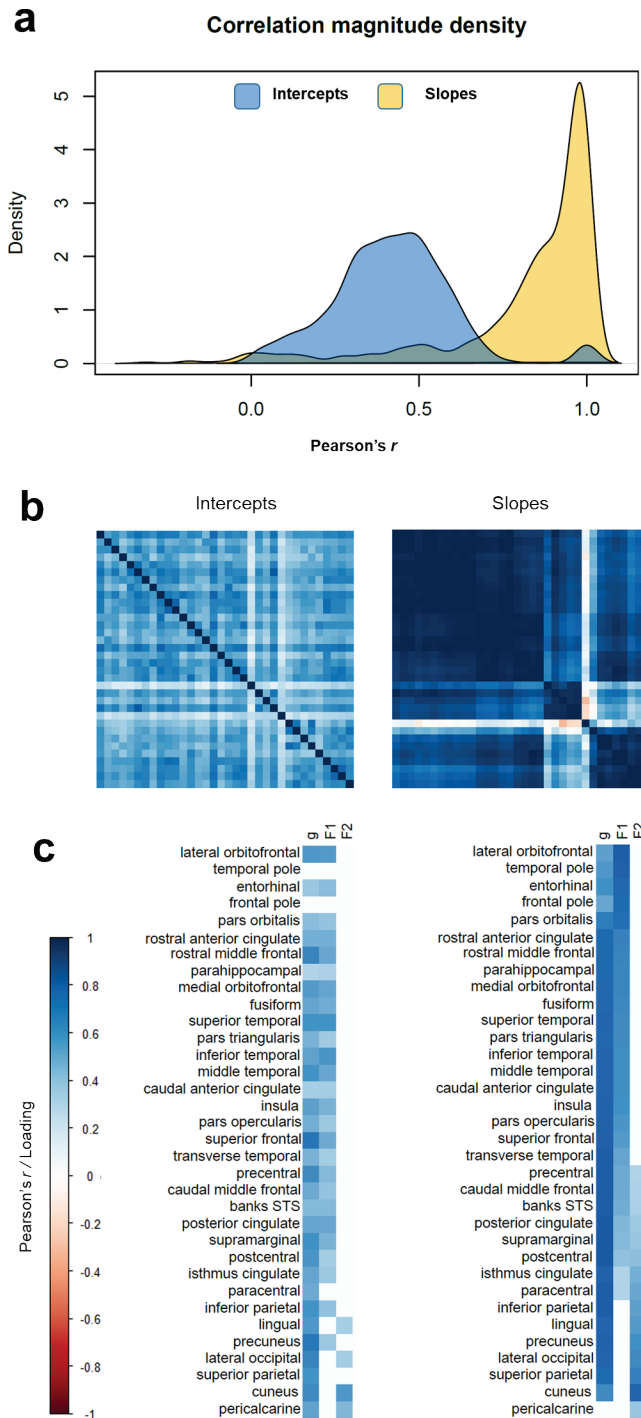 a
Correlation magnitude density
Intercepts
Slopes
Density
5
4
3
2
1
0
0.0
0.5
1.0
Pearson's r
b
Intercepts
Slopes
c
g
F1
F2
lateral orbitofrontal
temporal pole
entorhinal
frontal pole
pars orbitalis
rostral anterior cingulate
rostral middle frontal
parahippocampal
medial orbitofrontal
fusiform
superior temporal
pars triangularis
inferior temporal
middle temporal
caudal anterior cingulate
insula
pars opercularis
superior frontal
transverse temporal
precentral
caudal middle frontal
banks STS
posterior cingulate
supramarginal
postcentral
isthmus cingulate
paracentral
inferior parietal
lingual
precuneus
lateral occipital
superior parietal
cuneus
pericalcarine
g
F1
F2
lateral orbitofrontal
temporal pole
entorhinal
frontal pole
pars orbitalis
rostral anterior cingulate
rostral middle frontal
parahippocampal
medial orbitofrontal
fusiform
superior temporal
pars triangularis
inferior temporal
middle temporal
caudal anterior cingulate
insula
pars opercularis
superior frontal
transverse temporal
precentral
caudal middle frontal
banks STS
posterior cingulate
supramarginal
postcentral
isthmus cingulate
paracentral
inferior parietal
lingual
precuneus
lateral occipital
superior parietal
cuneus
pericalcarine
Pearson's r / Loading
1
0.8
0.6
0.4
0.2
0
-0.2
-0.4
-0.6
-0.8
-1